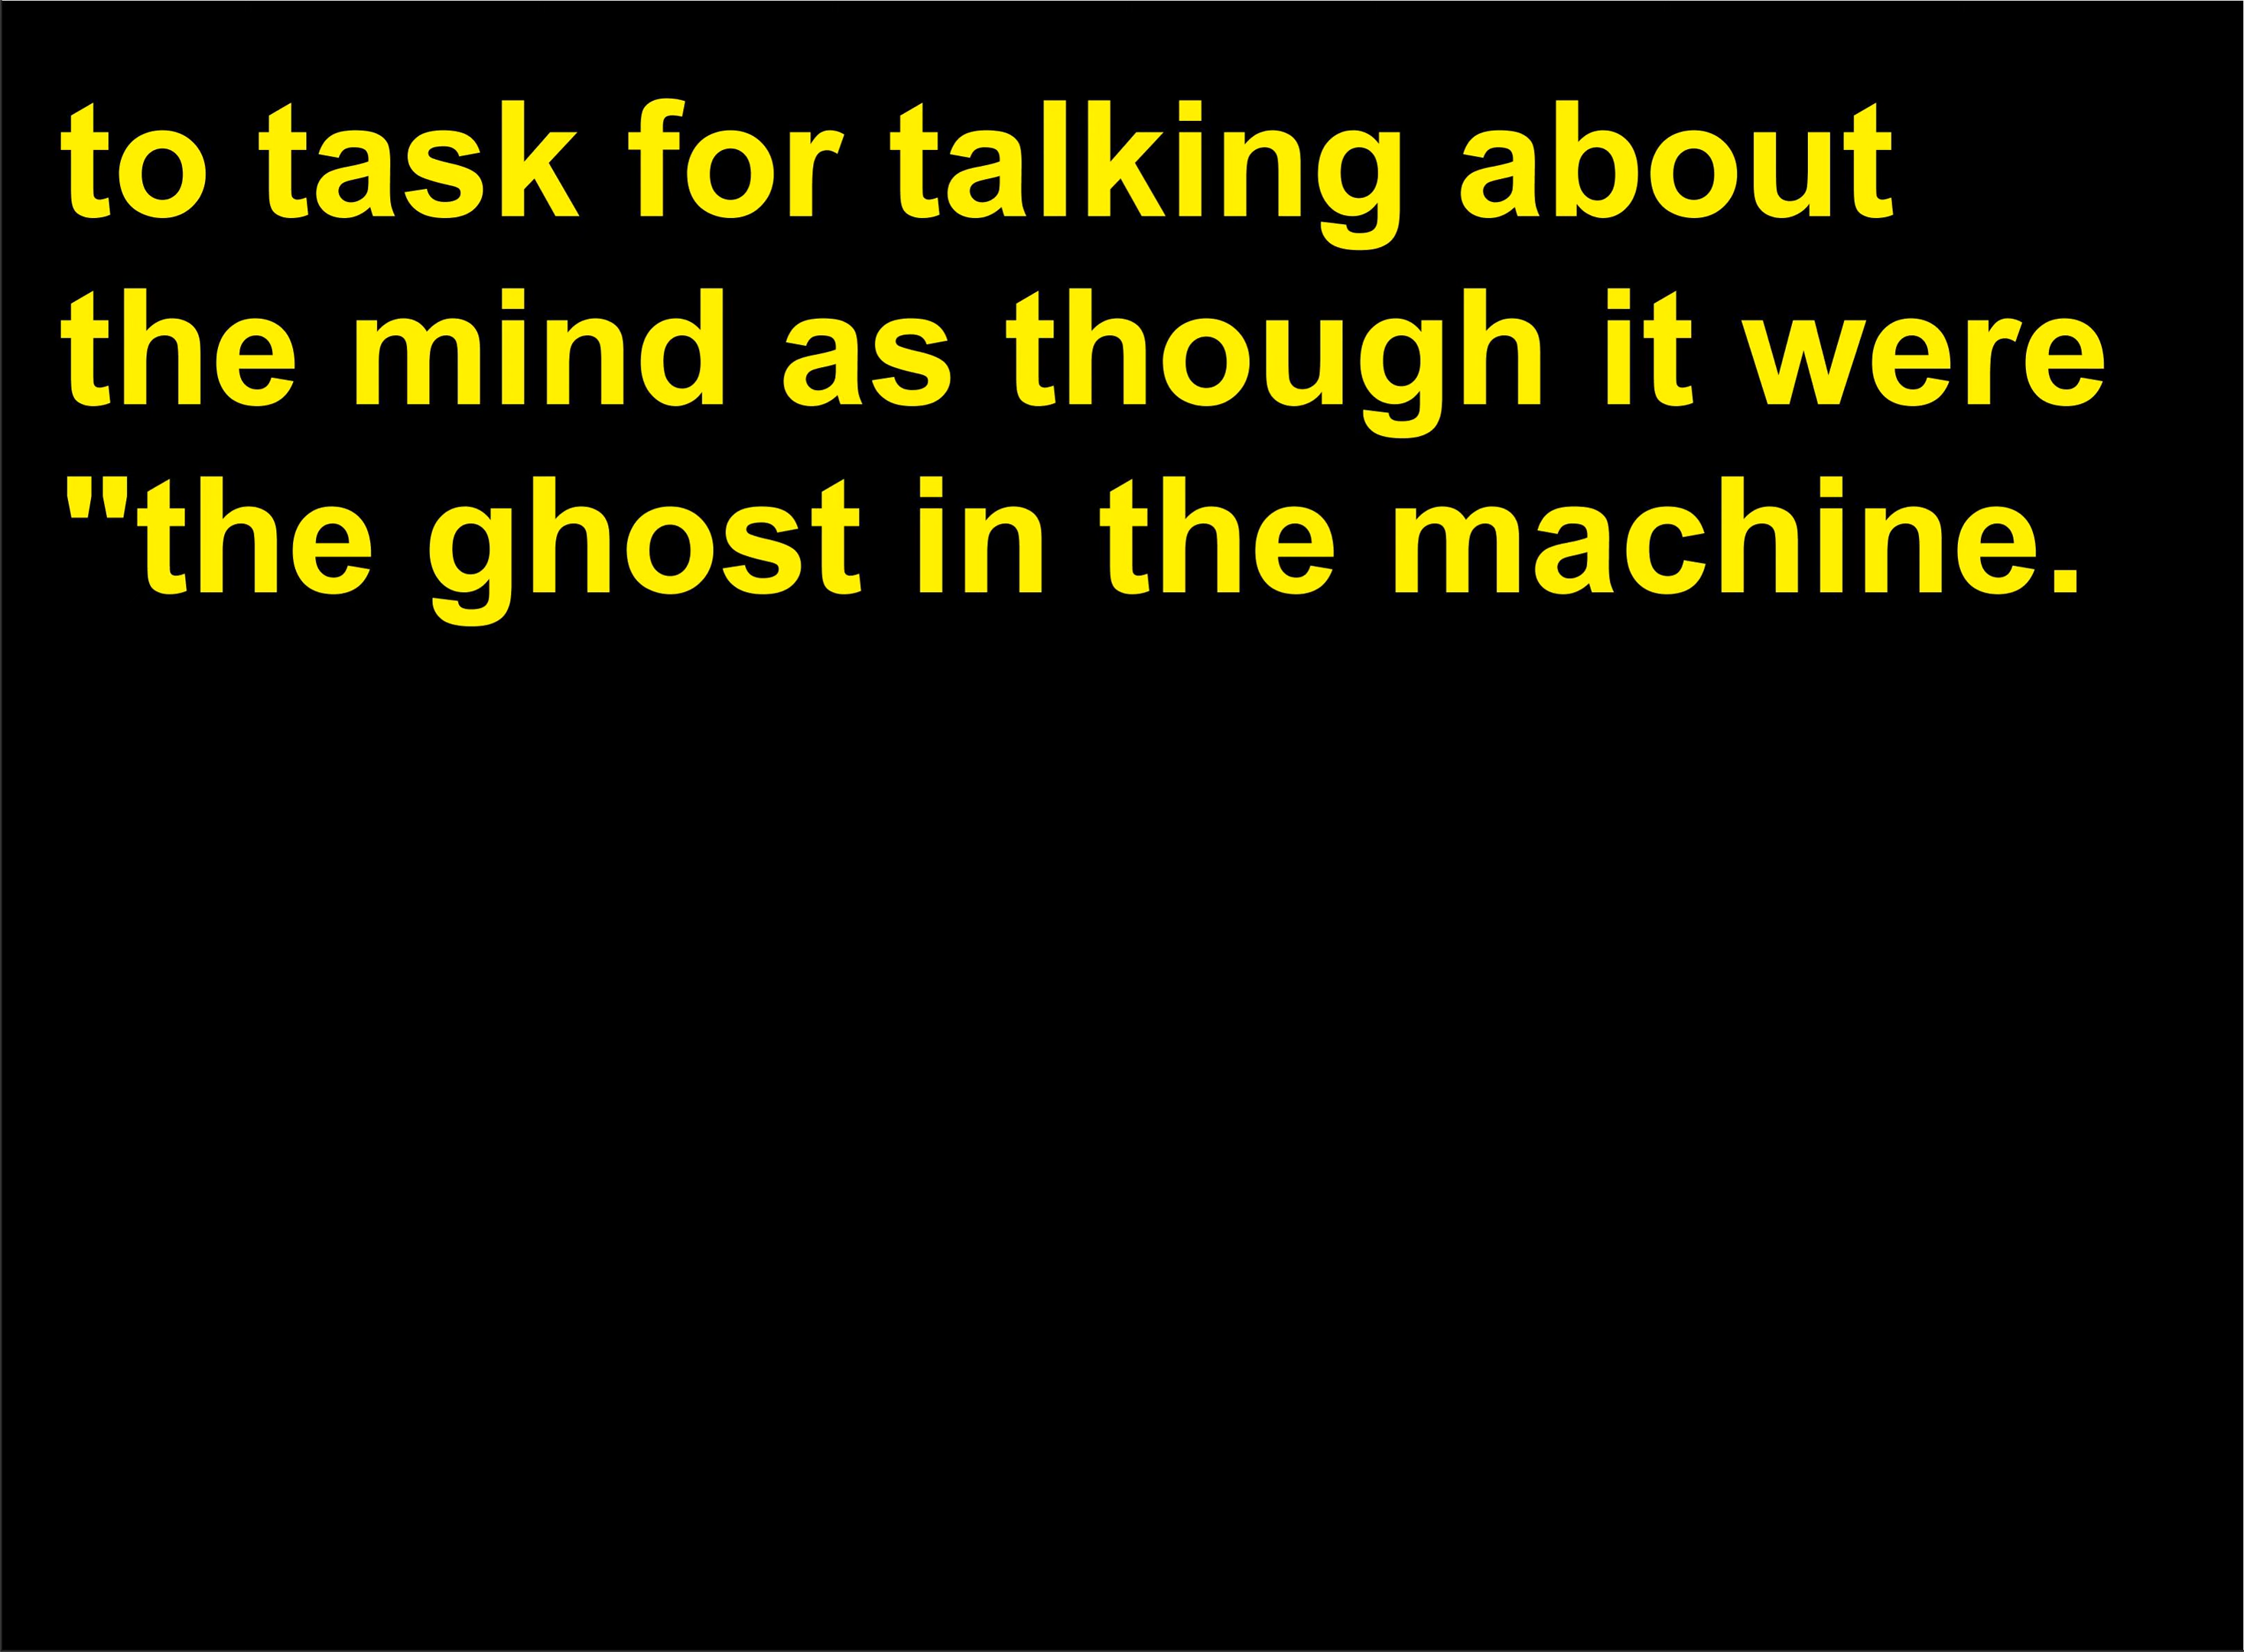 to task for talking about
the mind as though it were
"the ghost in the machine.